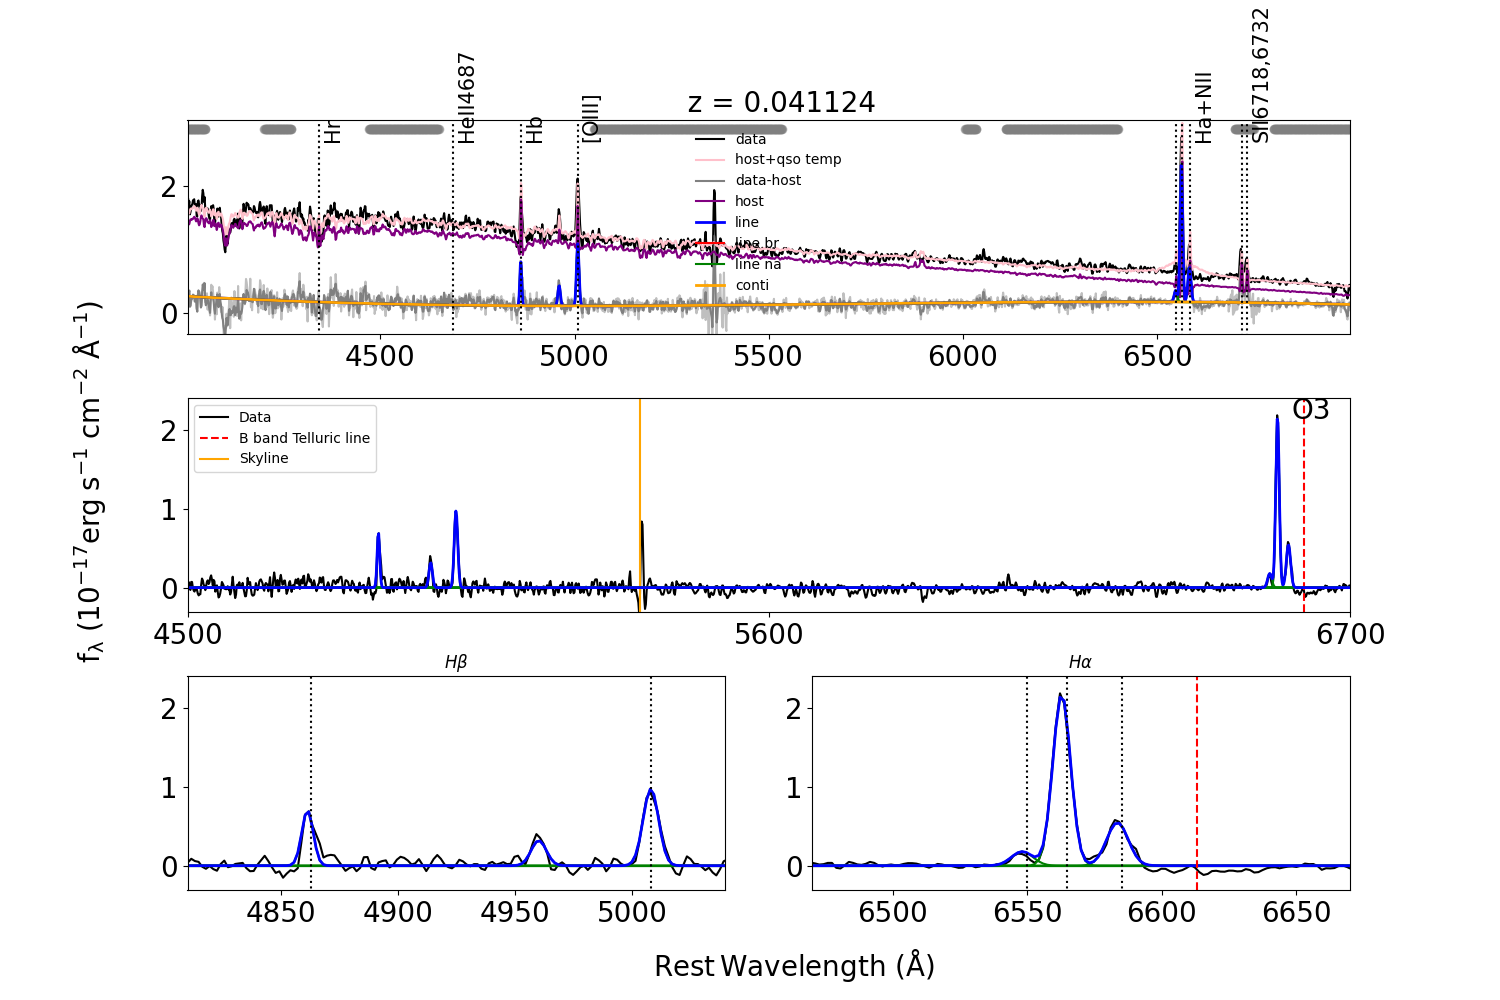 z = 0.041124
Hr
HeII4687
Hb
[OIII]
Ha+NII
SII6718,6732
data
host+qso temp
data-host
host
line
line br
line na
conti
2
0
4500 5000 5500 6000 6500
fλ (10⁻¹⁷erg s⁻¹ cm⁻² Å⁻¹)
Data
B band Telluric line
Skyline
O3
2
1
0
4500 5600 6700
Hβ
2
1
0
4850 4900 4950 5000
Hα
2
1
0
6500 6550 6600 6650
Rest Wavelength (Å)